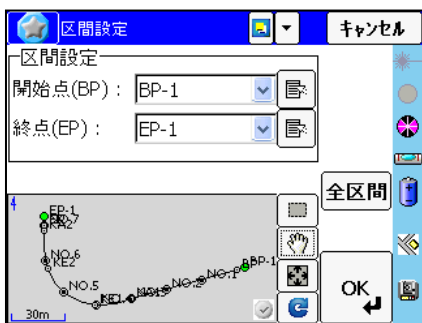 区間設定
キャンセル
区間設定
開始点(BP)： BP-1
終点(EP)： EP-1
全区間
4
EP-1
KA2
NO.6
KE2
NO.5
NO.2
NO.1
BP-1
30m
OK